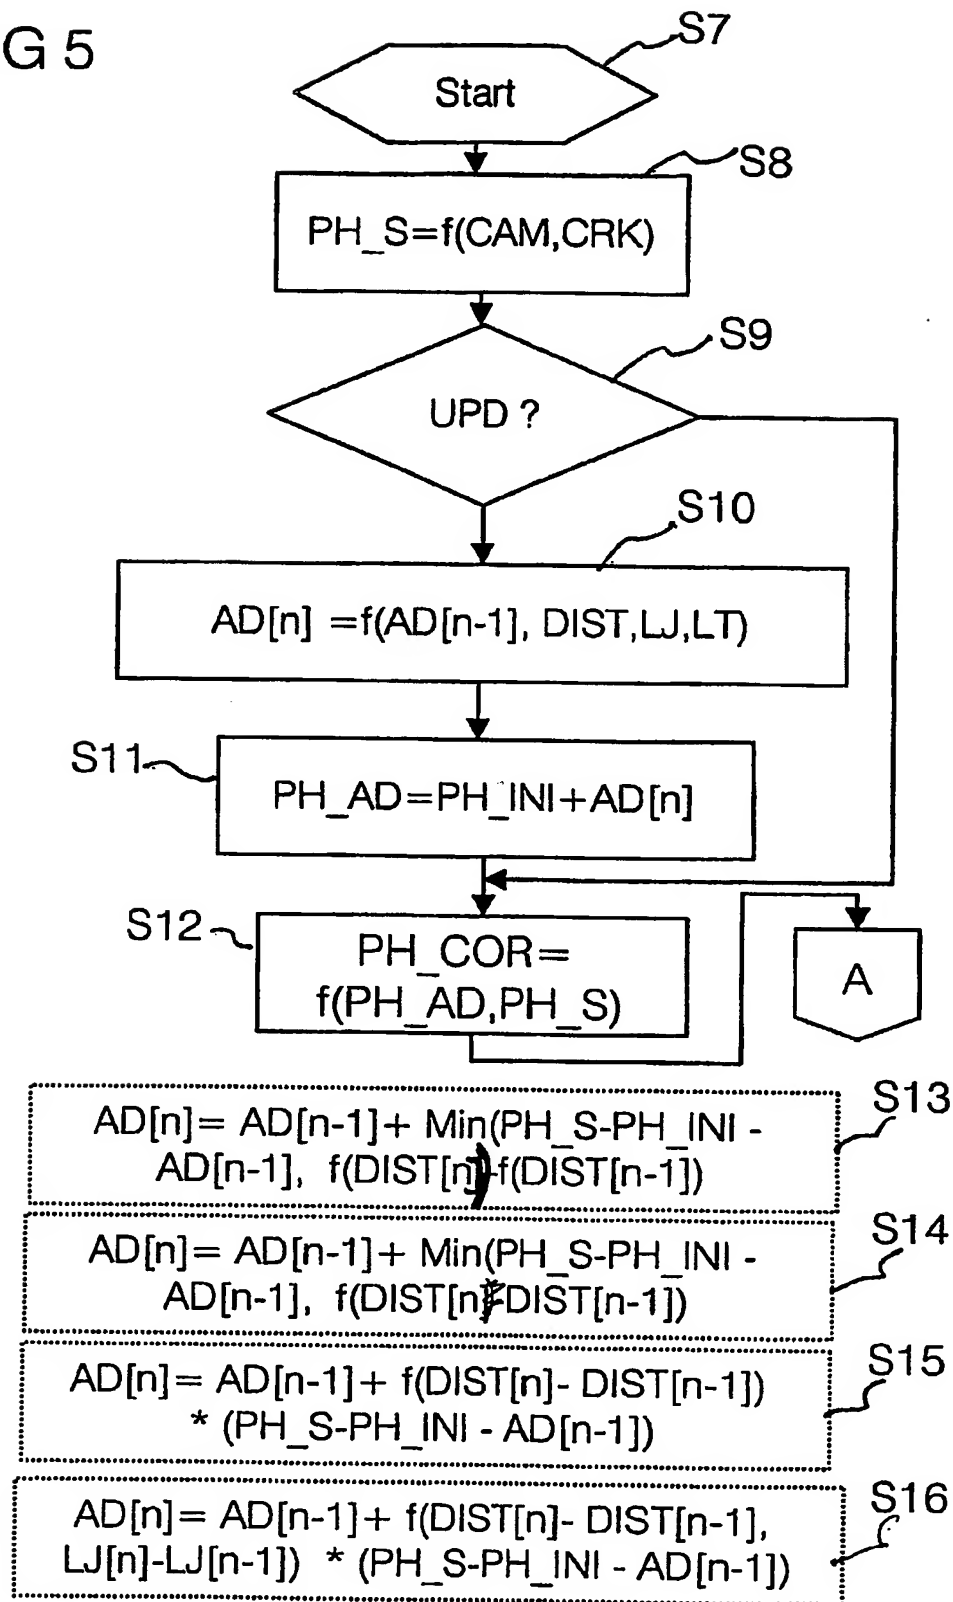 G 5
S7
Start
S8
PH_S=f(CAM,CRK)
S9
UPD ?
S10
AD[n] =f(AD[n-1], DIST,LJ,LT)
S11
PH_AD=PH_INI+AD[n]
S12
PH_COR=
f(PH_AD,PH_S)
A
S13
AD[n]= AD[n-1]+ Min(PH_S-PH_INI -
AD[n-1], f(DIST[n])-f(DIST[n-1])
S14
AD[n]= AD[n-1]+ Min(PH_S-PH_INI -
AD[n-1], f(DIST[n] DIST[n-1])
S15
AD[n]= AD[n-1]+ f(DIST[n]- DIST[n-1])
* (PH_S-PH_INI - AD[n-1])
S16
AD[n]= AD[n-1]+ f(DIST[n]- DIST[n-1],
LJ[n]-LJ[n-1]) * (PH_S-PH_INI - AD[n-1])